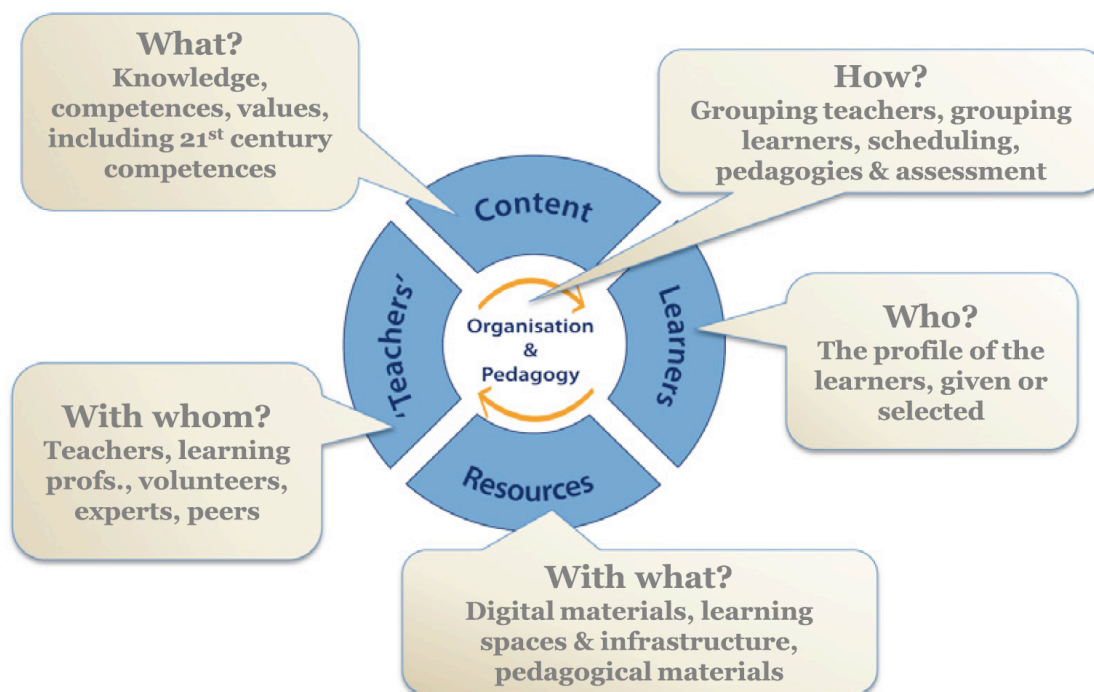 What?
Knowledge,
competences, values,
including 21st century
competences
How?
Grouping teachers, grouping
learners, scheduling,
pedagogies & assessment
Content
'Teachers'
Organisation
&
Pedagogy
Learners
Resources
Who?
The profile of the
learners, given or
selected
With whom?
Teachers, learning
profs., volunteers,
experts, peers
With what?
Digital materials, learning
spaces & infrastructure,
pedagogical materials